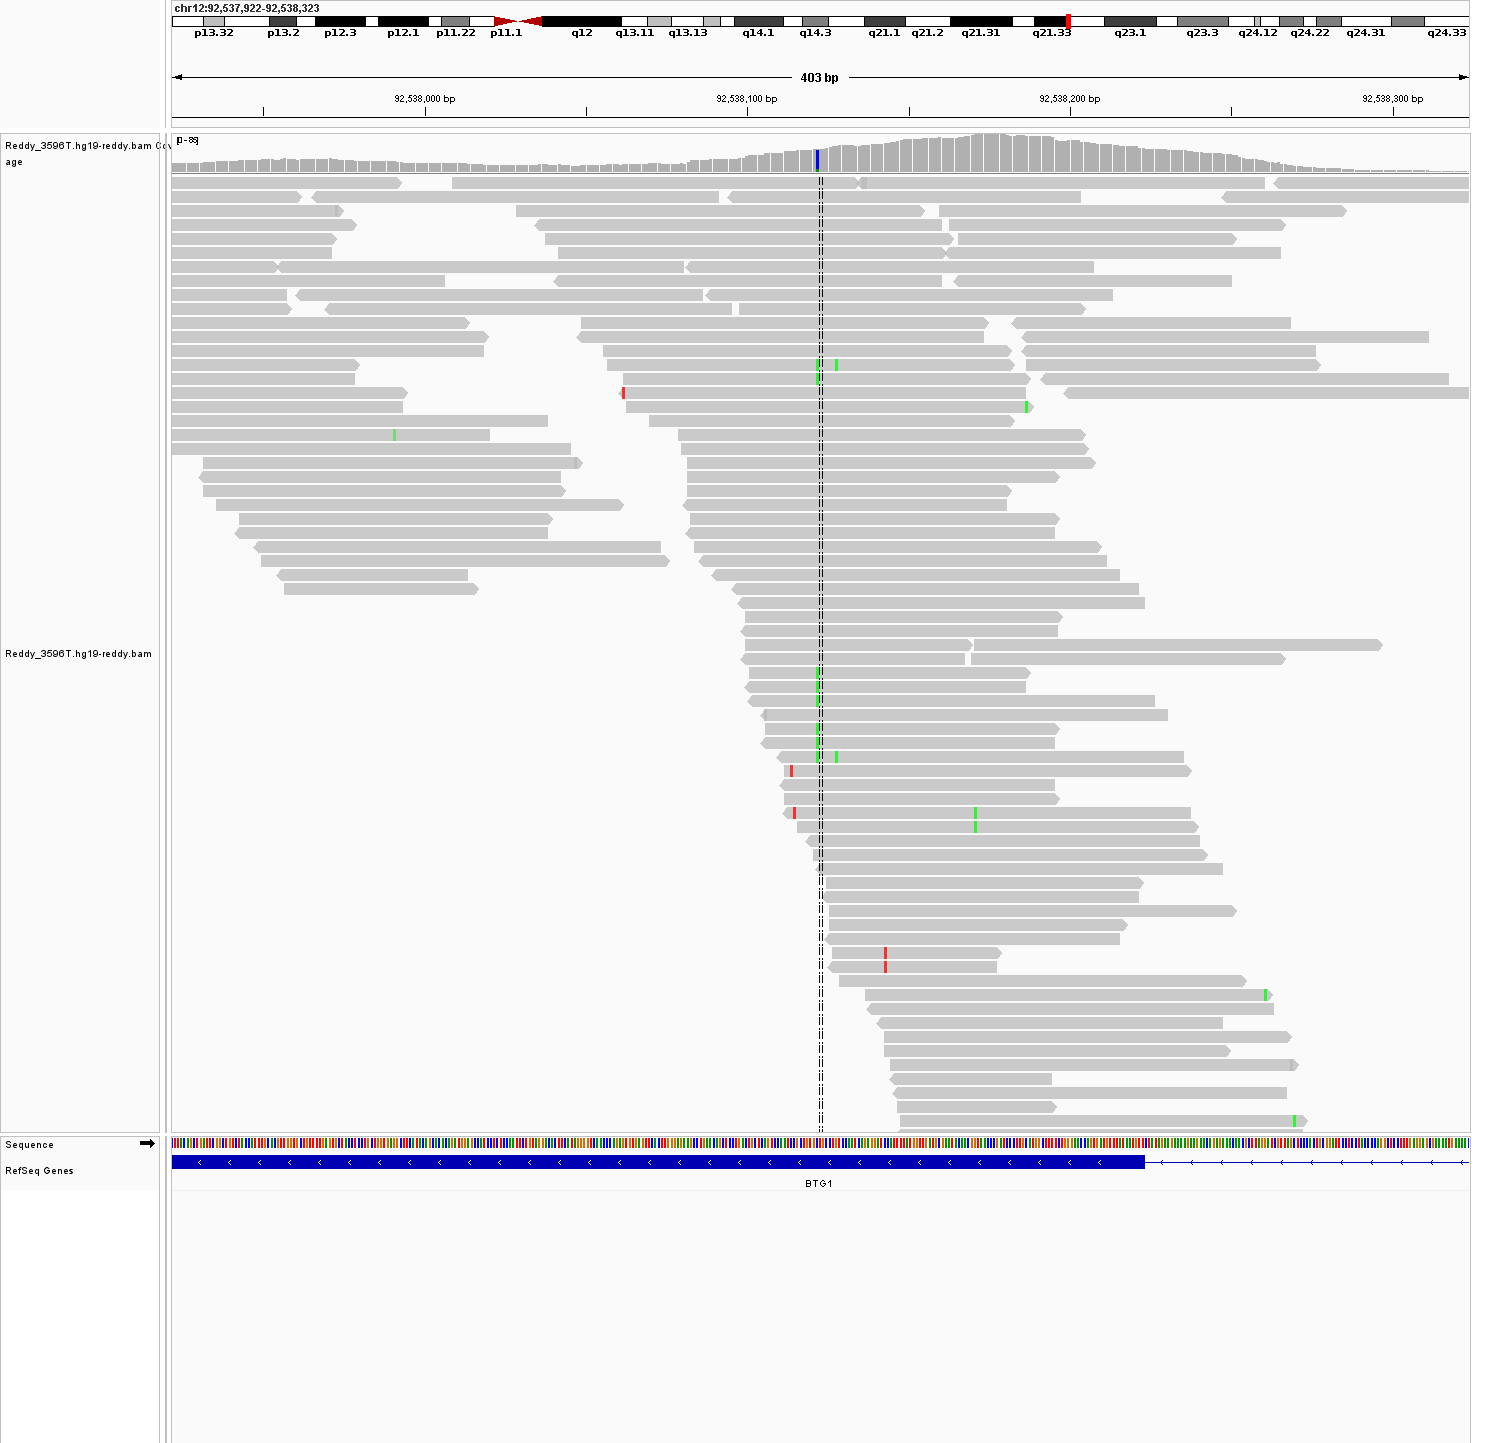 chr12:92,537,922-92,538,323
p13.32 p13.2 p12.3 p12.1 p11.22 p11.1 q12 q13.11 q13.13 q14.1 q14.3 q21.1 q21.2 q21.31 q21.33 q23.1 q23.3 q24.12 q24.22 q24.31 q24.33
403 bp
92,538,000 bp 92,538,100 bp 92,538,200 bp 92,538,300 bp
Reddy_3596T.hg19-reddy.bam Cov
age
Reddy_3596T.hg19-reddy.bam
Sequence
RefSeq Genes
BTG1